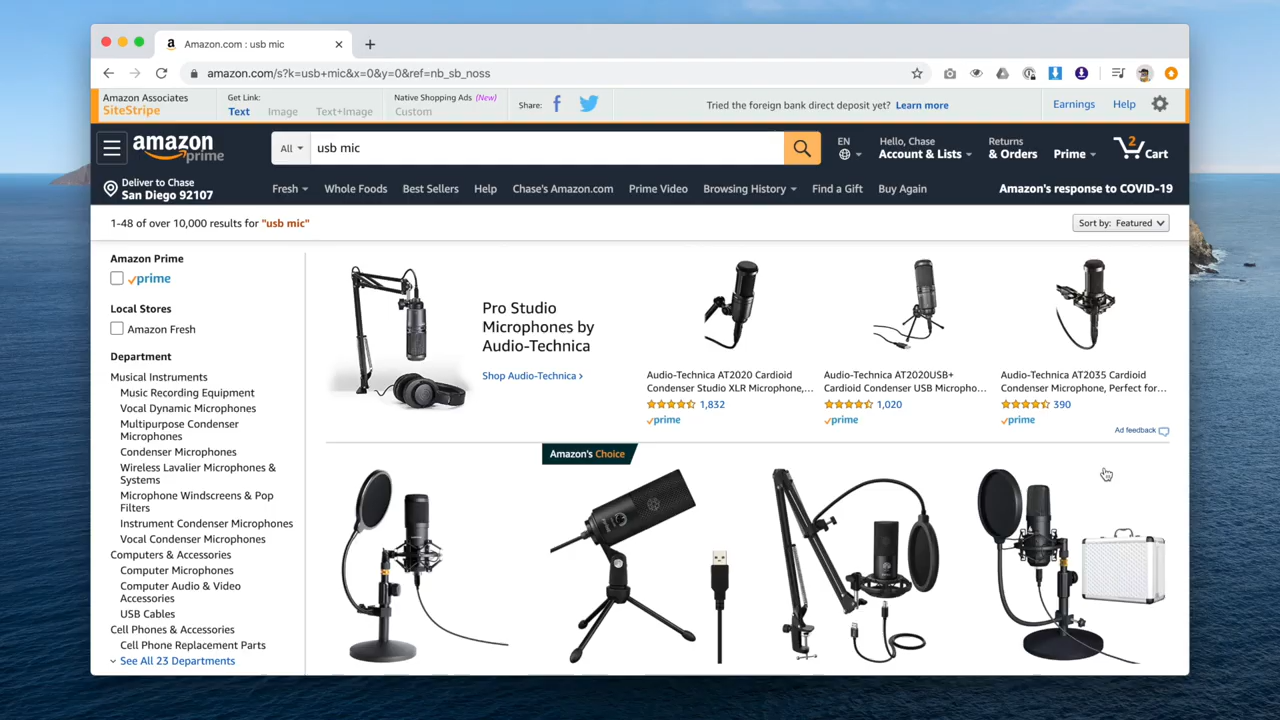 Amazon.com : usb mic
amazon.com/s?k=usb+mic&x=0&y=0&ref=nb_sb_noss
Amazon Associates
SiteStripe
Get Link:
Text Image Text+Image
Native Shopping Ads (New)
Custom
Share:
Tried the foreign bank direct deposit yet? Learn more
Earnings Help
amazon
prime
All
usb mic
EN
Hello, Chase
Account & Lists
Returns
& Orders
Prime
2
Cart
Deliver to Chase
San Diego 92107
Fresh Whole Foods Best Sellers Help Chase's Amazon.com Prime Video Browsing History Find a Gift Buy Again
Amazon's response to COVID-19
1-48 of over 10,000 results for "usb mic"
Sort by: Featured
Amazon Prime
prime
Local Stores
Amazon Fresh
Department
Musical Instruments
Music Recording Equipment
Vocal Dynamic Microphones
Multipurpose Condenser
Microphones
Condenser Microphones
Wireless Lavalier Microphones &
Systems
Microphone Windscreens & Pop
Filters
Instrument Condenser Microphones
Vocal Condenser Microphones
Computers & Accessories
Computer Microphones
Computer Audio & Video
Accessories
USB Cables
Cell Phones & Accessories
Cell Phone Replacement Parts
See All 23 Departments
Pro Studio
Microphones by
Audio-Technica
Shop Audio-Technica ›
Audio-Technica AT2020 Cardioid
Condenser Studio XLR Microphone,...
1,832
prime
Audio-Technica AT2020USB+
Cardioid Condenser USB Micropho...
1,020
prime
Audio-Technica AT2035 Cardioid
Condenser Microphone, Perfect for...
390
prime
Ad feedback
Amazon's Choice